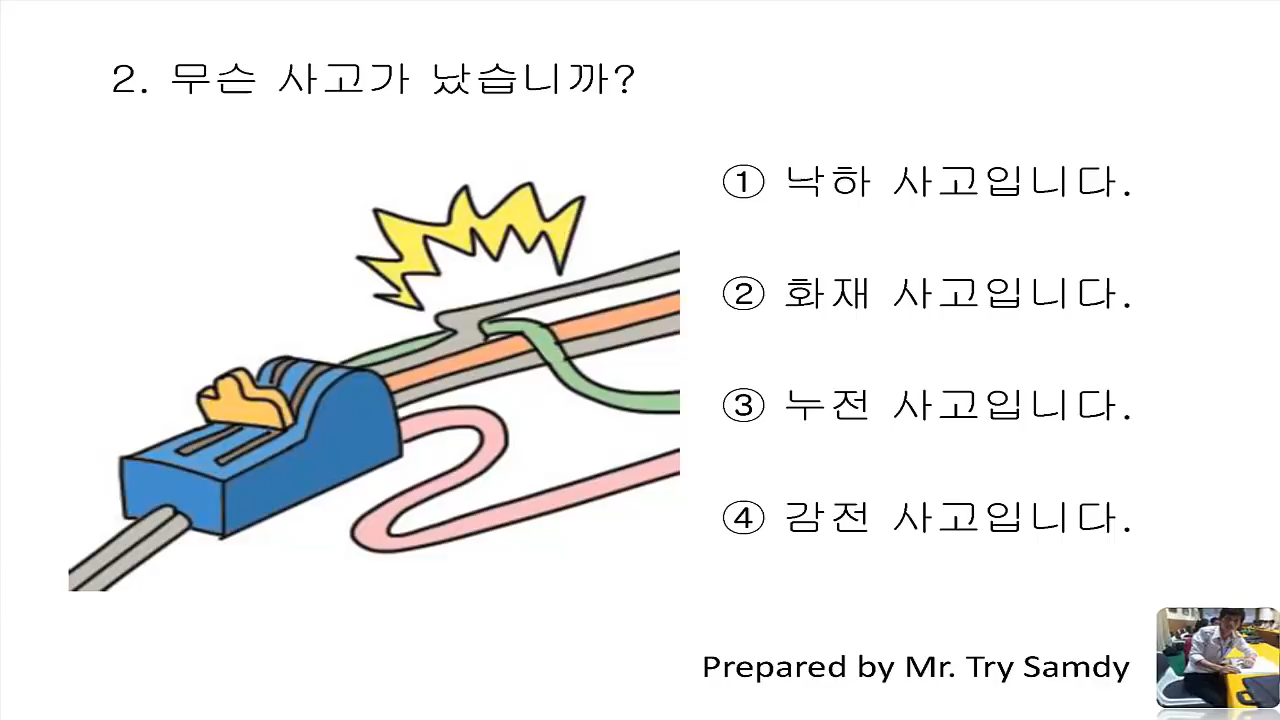 2. 무슨 사고가 났습니까?
① 낙하 사고입니다.
② 화재 사고입니다.
③ 누전 사고입니다.
④ 감전 사고입니다.
Prepared by Mr. Try Samdy